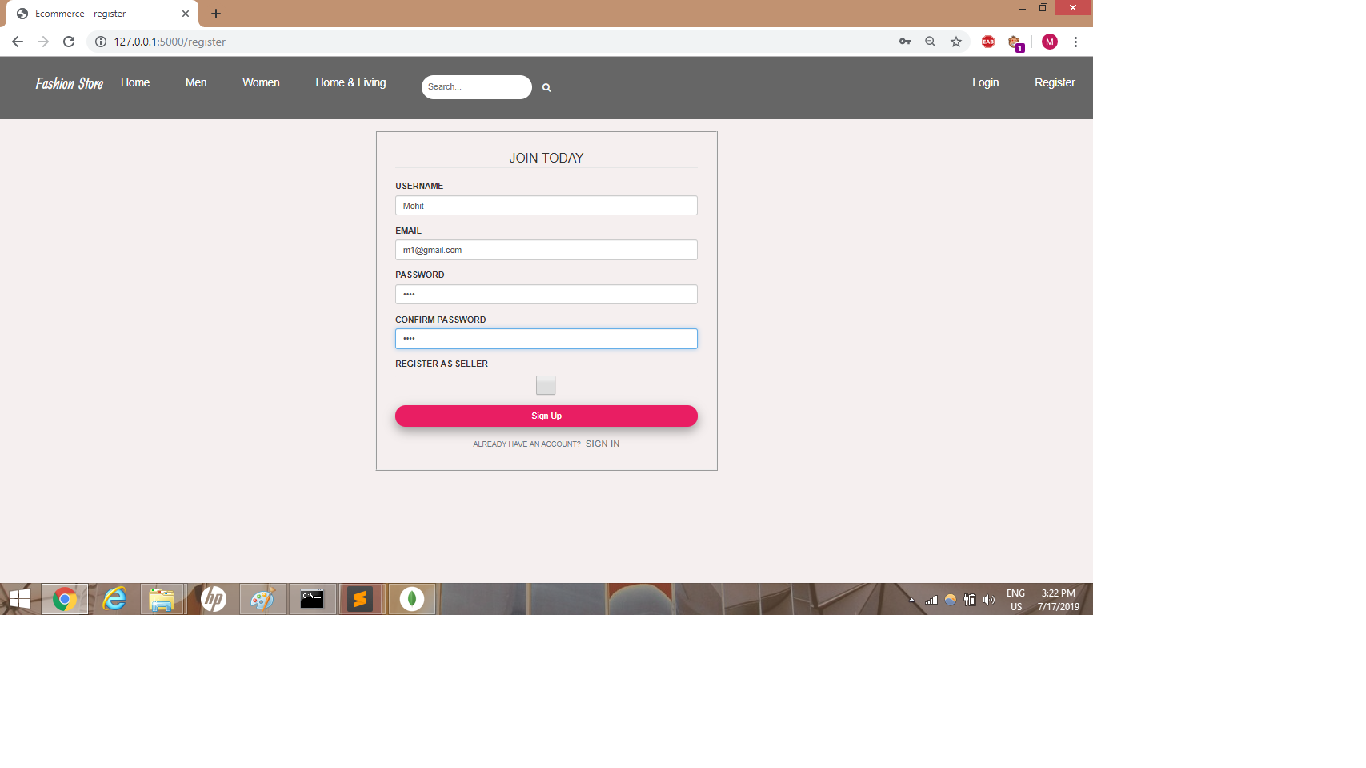 Ecommerce - register
127.0.0.1:5000/register
M
1
Fashion Store Home Men Women Home & Living Search... Login Register
JOIN TODAY
USERNAME
Mohit
EMAIL
m1@gmail.com
PASSWORD
••••
CONFIRM PASSWORD
••••
REGISTER AS SELLER
Sign Up
ALREADY HAVE AN ACCOUNT? SIGN IN
hp
ENG 3:22 PM
US 7/17/2019